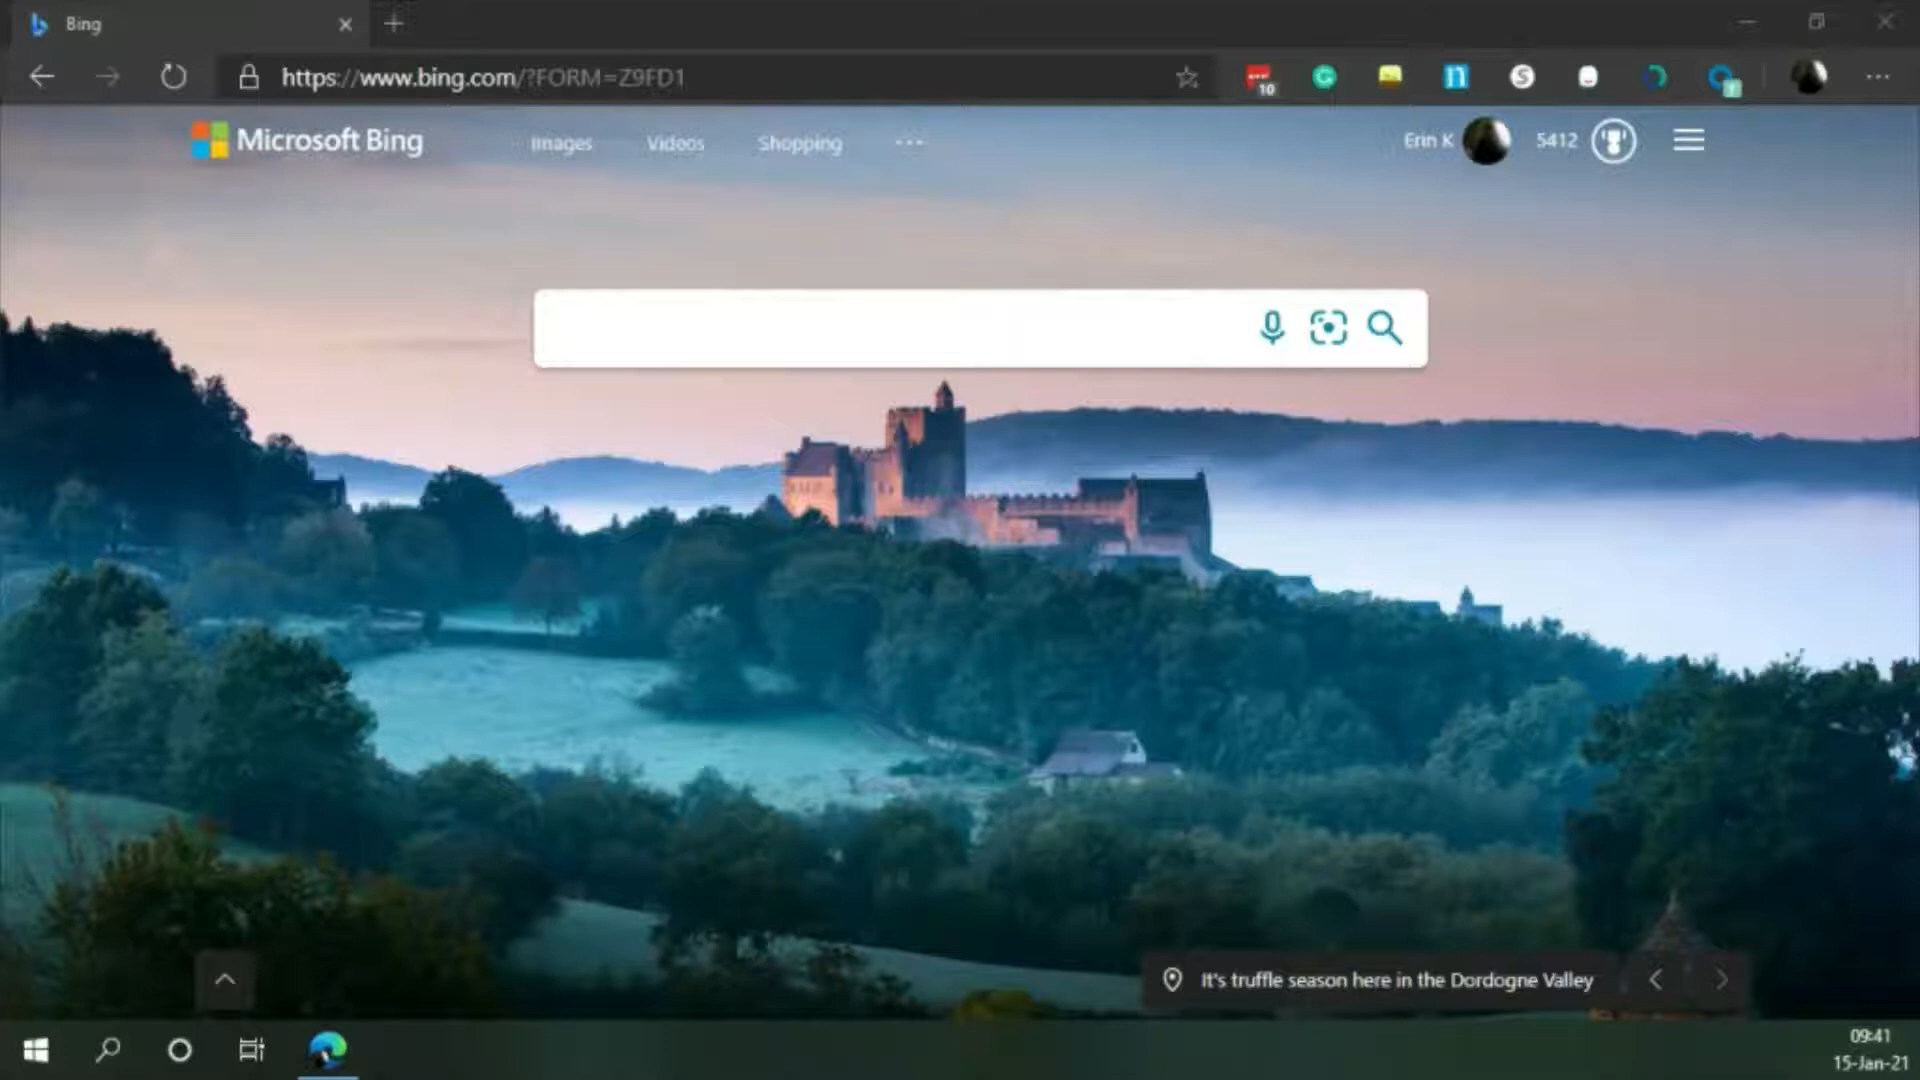 Bing
https://www.bing.com/?FORM=Z9FD1
10
Microsoft Bing
Images
Videos
Shopping
Erin K
5412
It's truffle season here in the Dordogne Valley
09:41
15-Jan-21